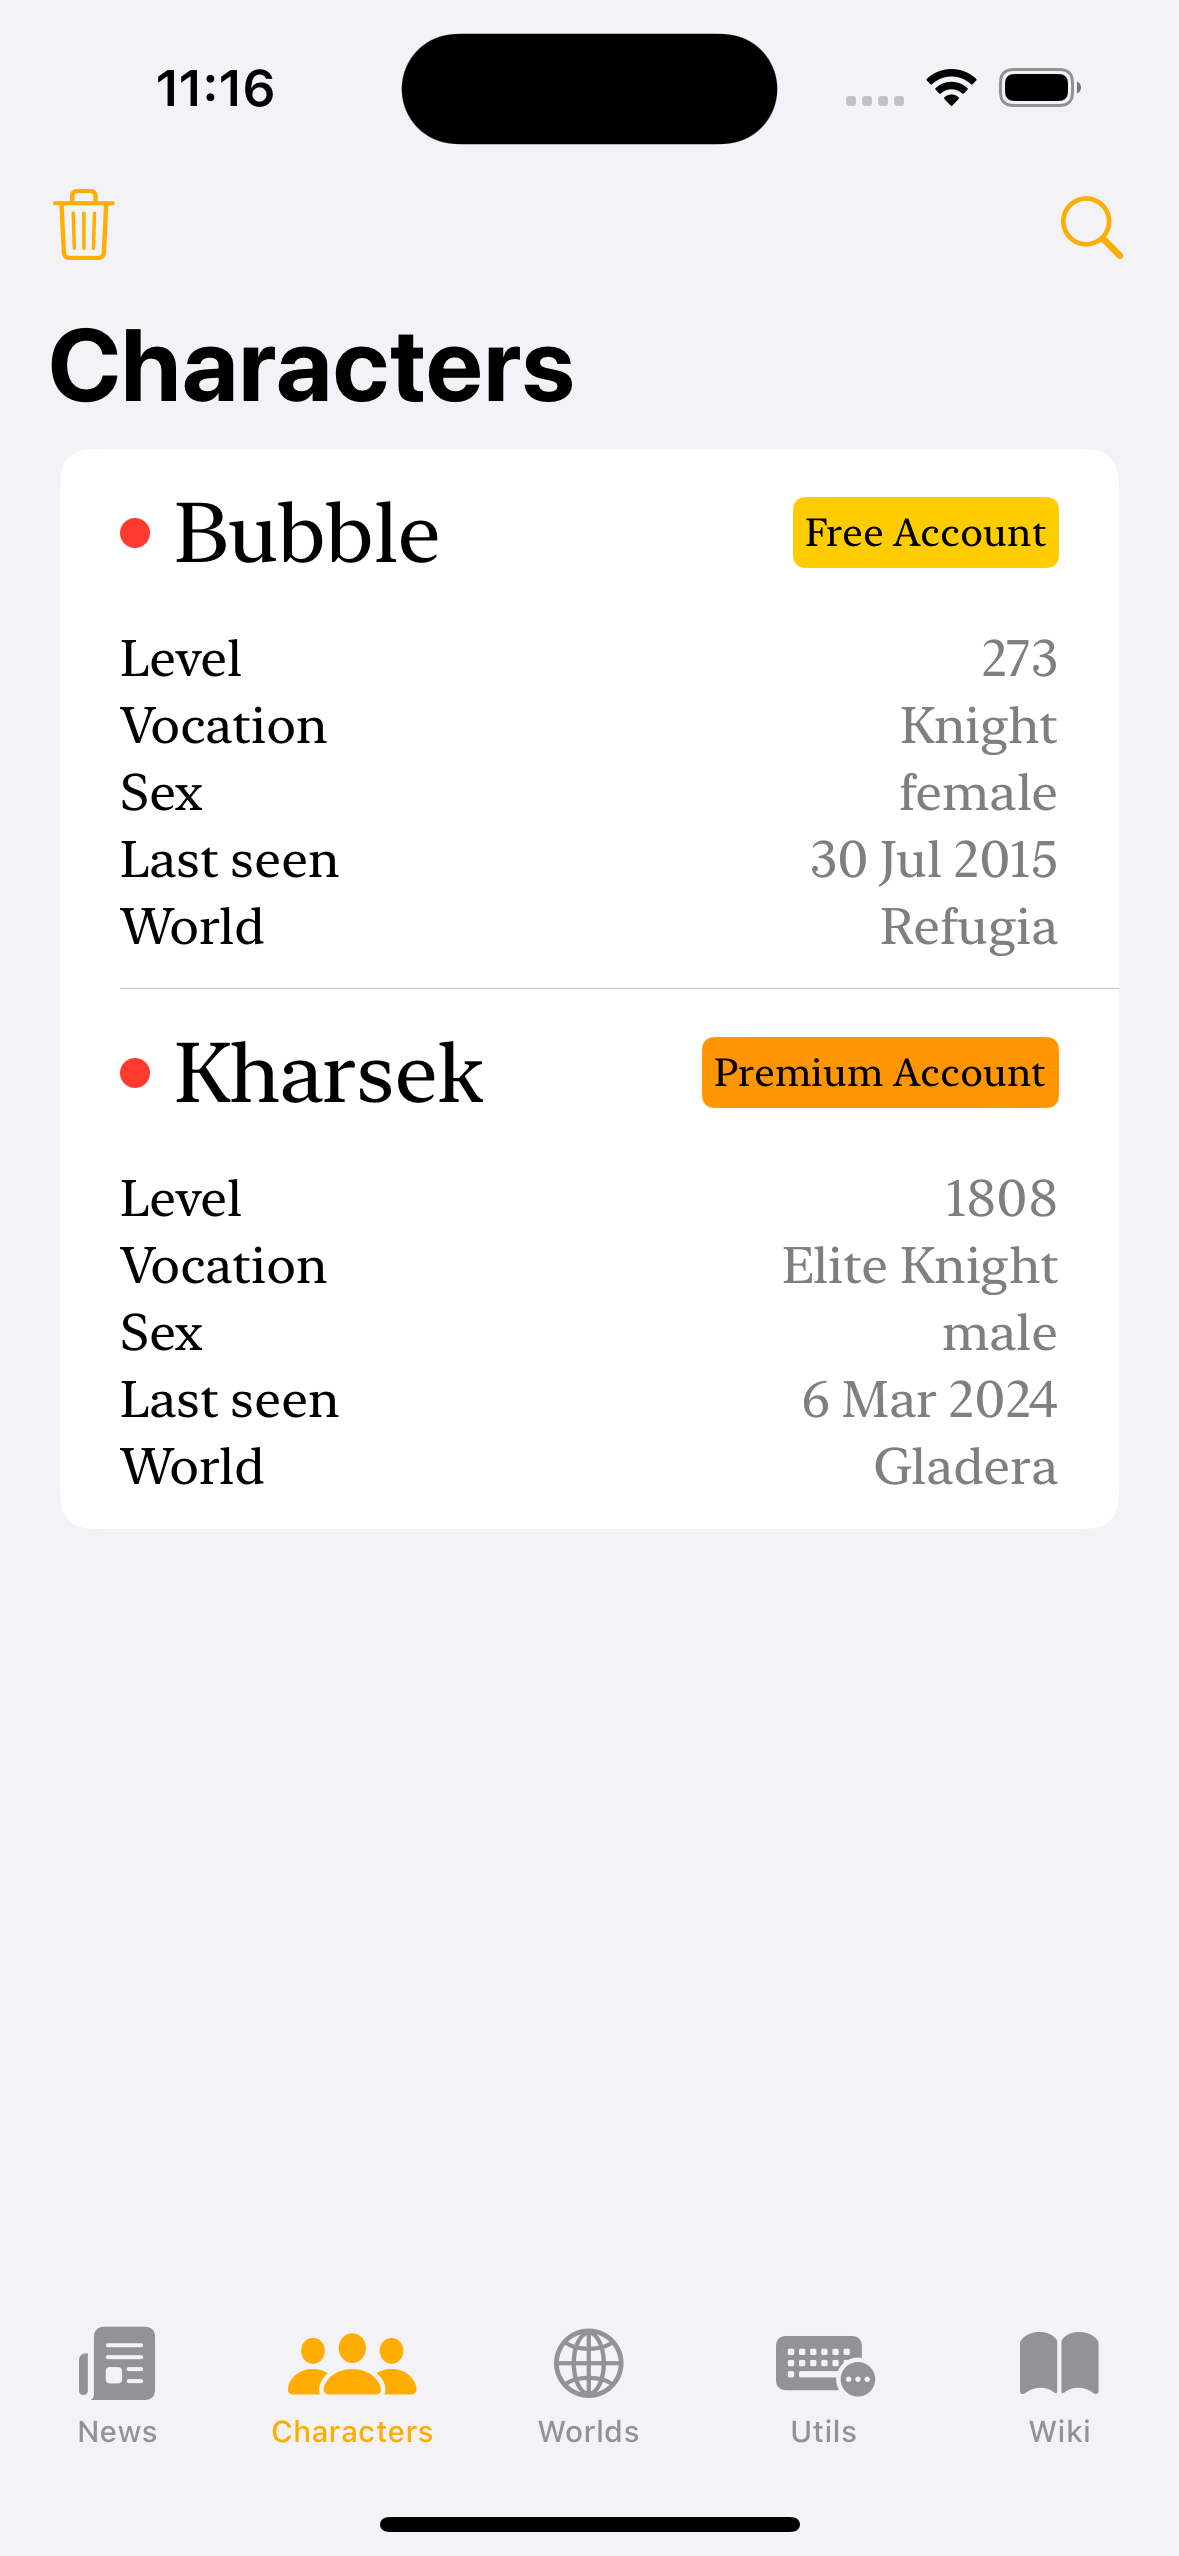 11:16
Characters
Bubble Free Account
Level 273
Vocation Knight
Sex female
Last seen 30 Jul 2015
World Refugia
Kharsek Premium Account
Level 1808
Vocation Elite Knight
Sex male
Last seen 6 Mar 2024
World Gladera
News Characters Worlds Utils Wiki